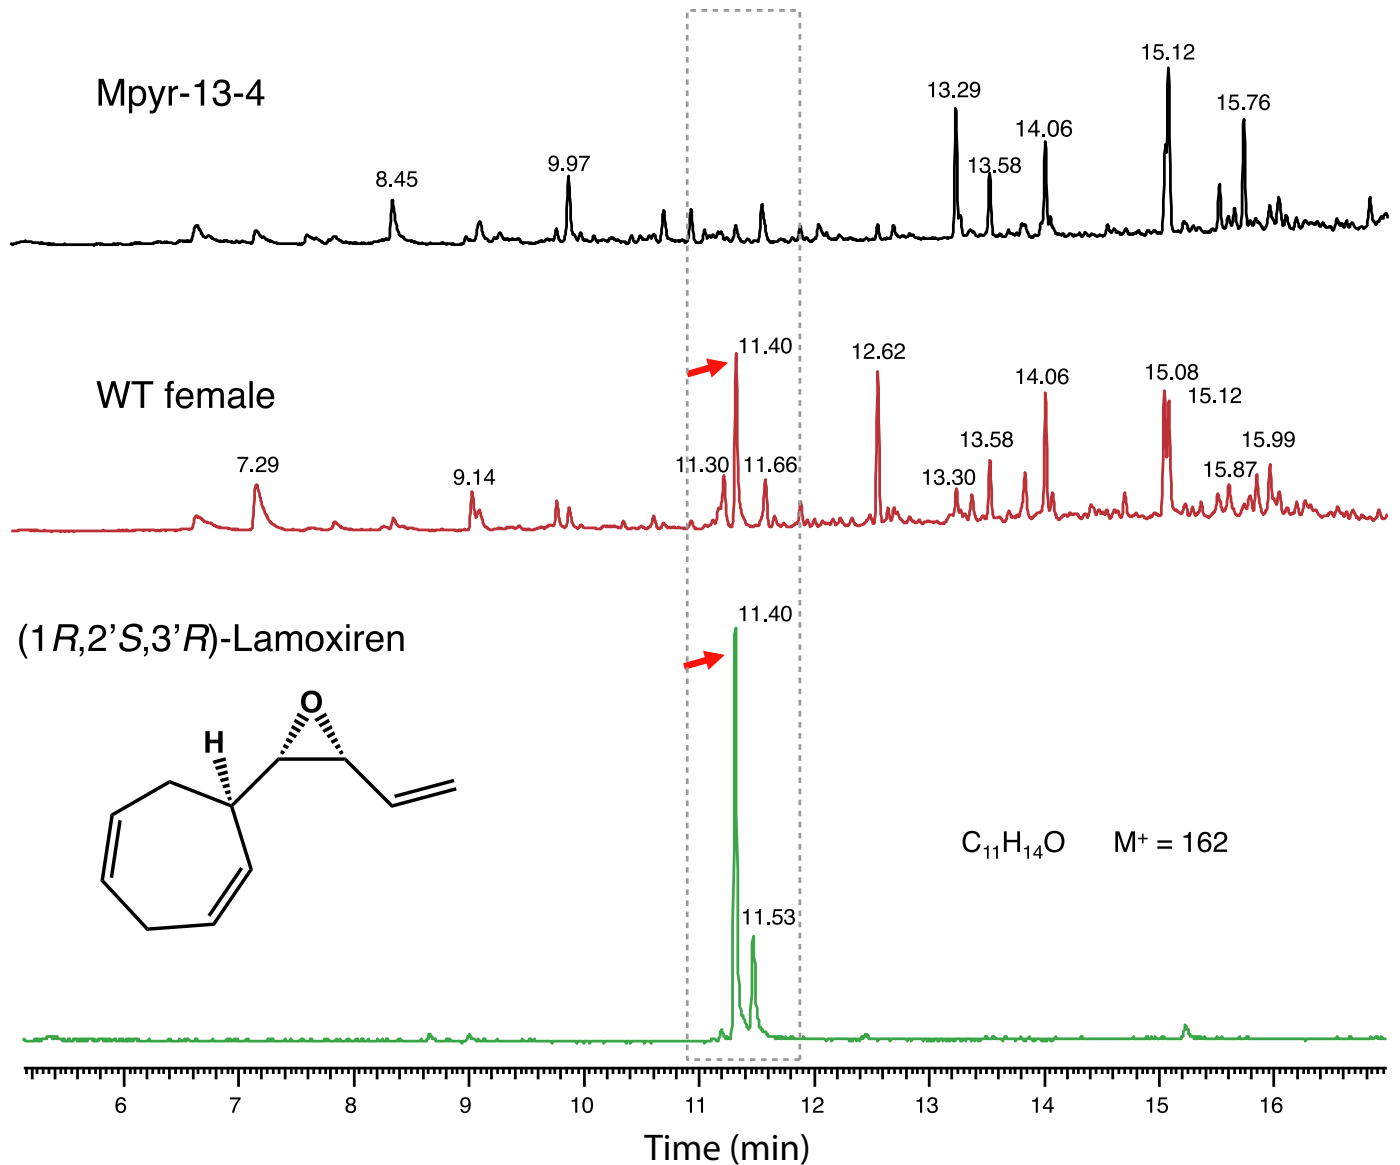 Mpyr-13-4
8.45
9.97
13.29
13.58
14.06
15.12
15.76
WT female
7.29
9.14
11.30
11.40
11.66
12.62
13.30
13.58
14.06
15.08
15.12
15.87
15.99
(1R,2’S,3’R)-Lamoxiren
11.40
11.53
O
H
C₁₁H₁₄O M⁺ = 162
6 7 8 9 10 11 12 13 14 15 16
Time (min)